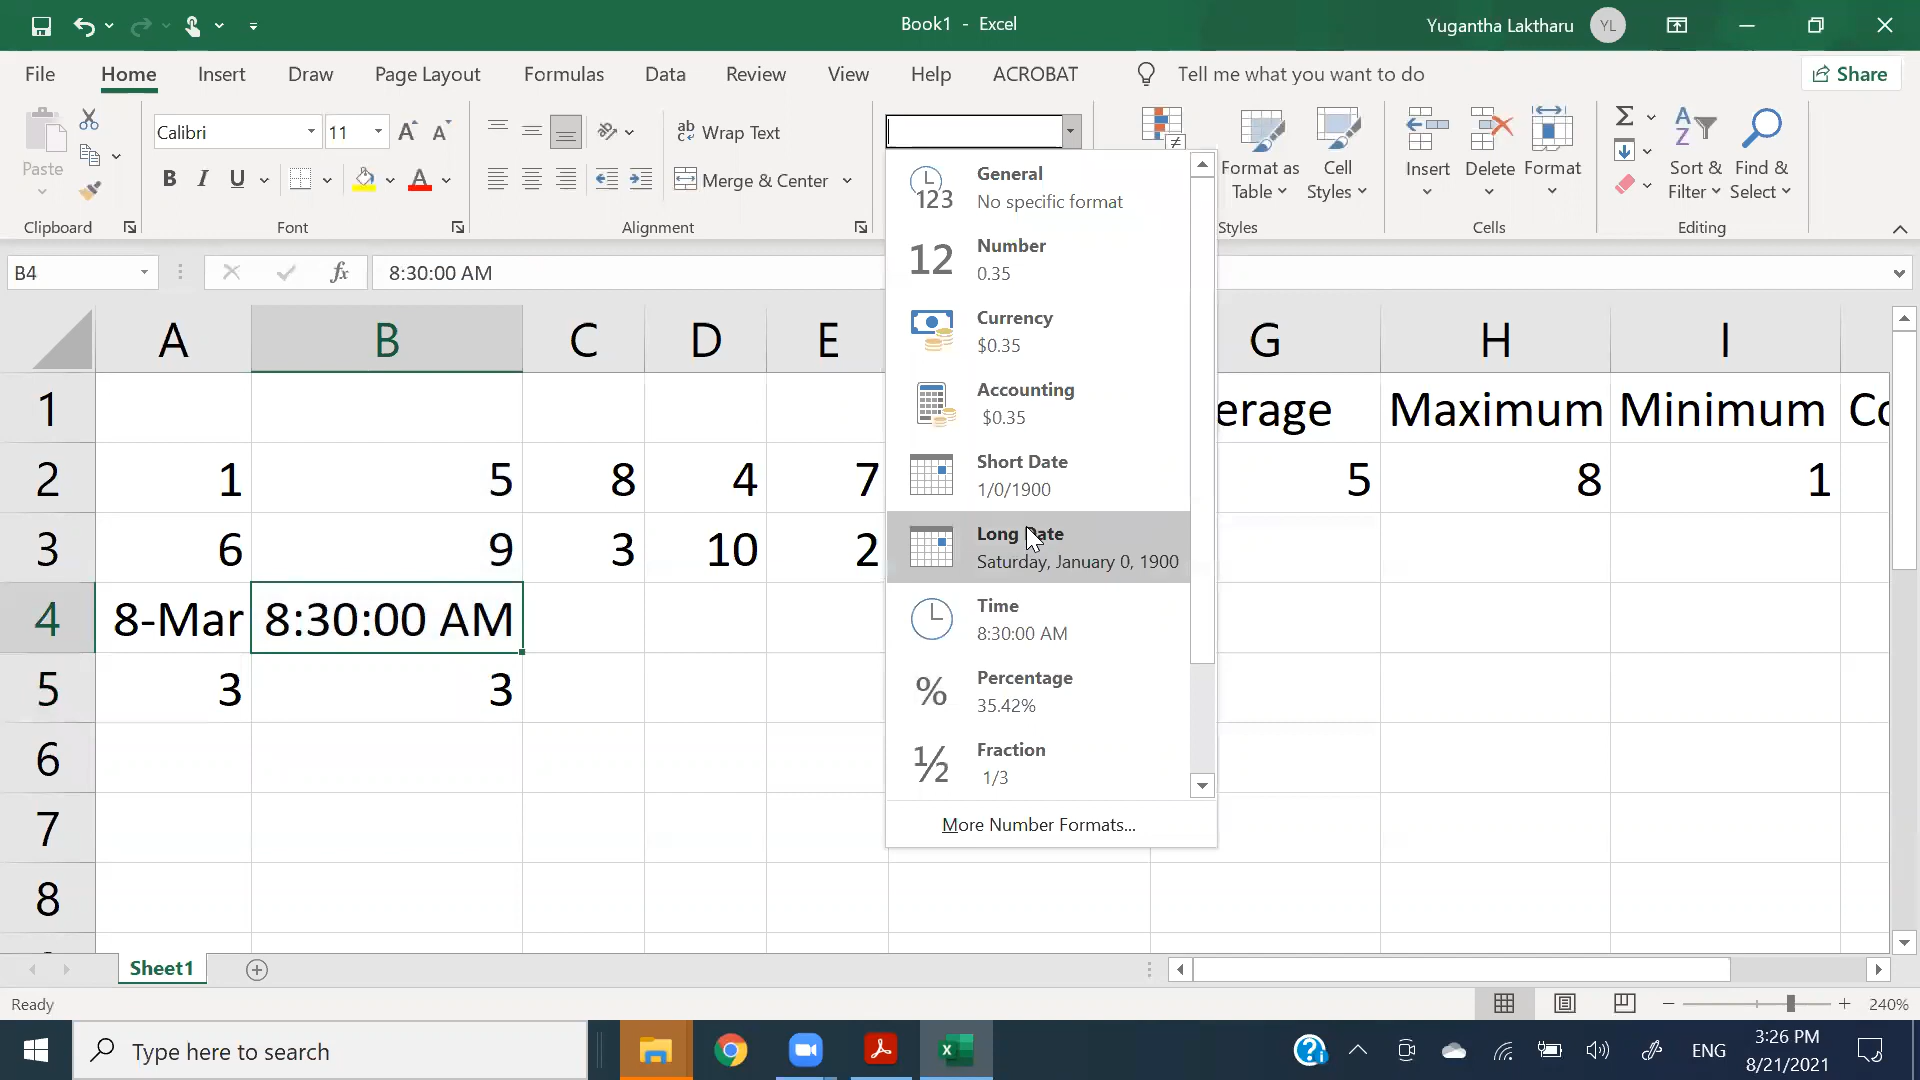 Book1 - Excel
Yugantha Laktharu YL
File Home Insert Draw Page Layout Formulas Data Review View Help ACROBAT Tell me what you want to do Share
Paste
Clipboard
Calibri 11
B I U
Font
ab Wrap Text
Merge & Center
Alignment
Format as Table
Cell Styles
Styles
Insert Delete Format
Cells
Sort & Filter
Find & Select
Editing
B4 fx 8:30:00 AM
General
No specific format
Number
0.35
Currency
$0.35
Accounting
$0.35
Short Date
1/0/1900
Long Date
Saturday, January 0, 1900
Time
8:30:00 AM
Percentage
35.42%
Fraction
1/3
More Number Formats...
A B C D E G H I
1 erage Maximum Minimum Co
2 1 5 8 4 7 5 8 1
3 6 9 3 10 2
4 8-Mar 8:30:00 AM
5 3 3
6
7
8
Sheet1
Ready
240%
Type here to search
ENG
3:26 PM
8/21/2021